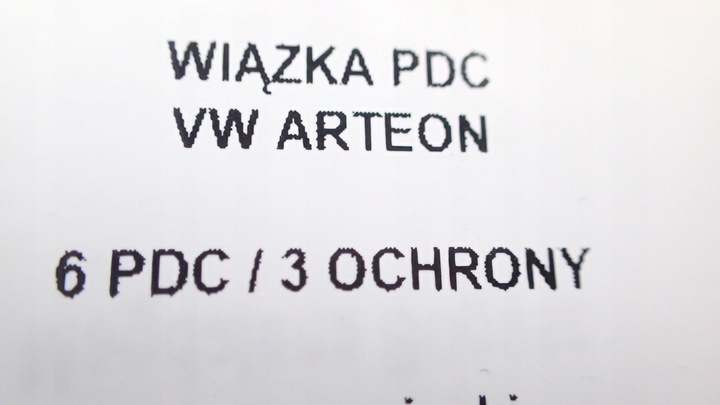 WIĄZKA PDC
VW ARTEON
6 PDC / 3 OCHRONY